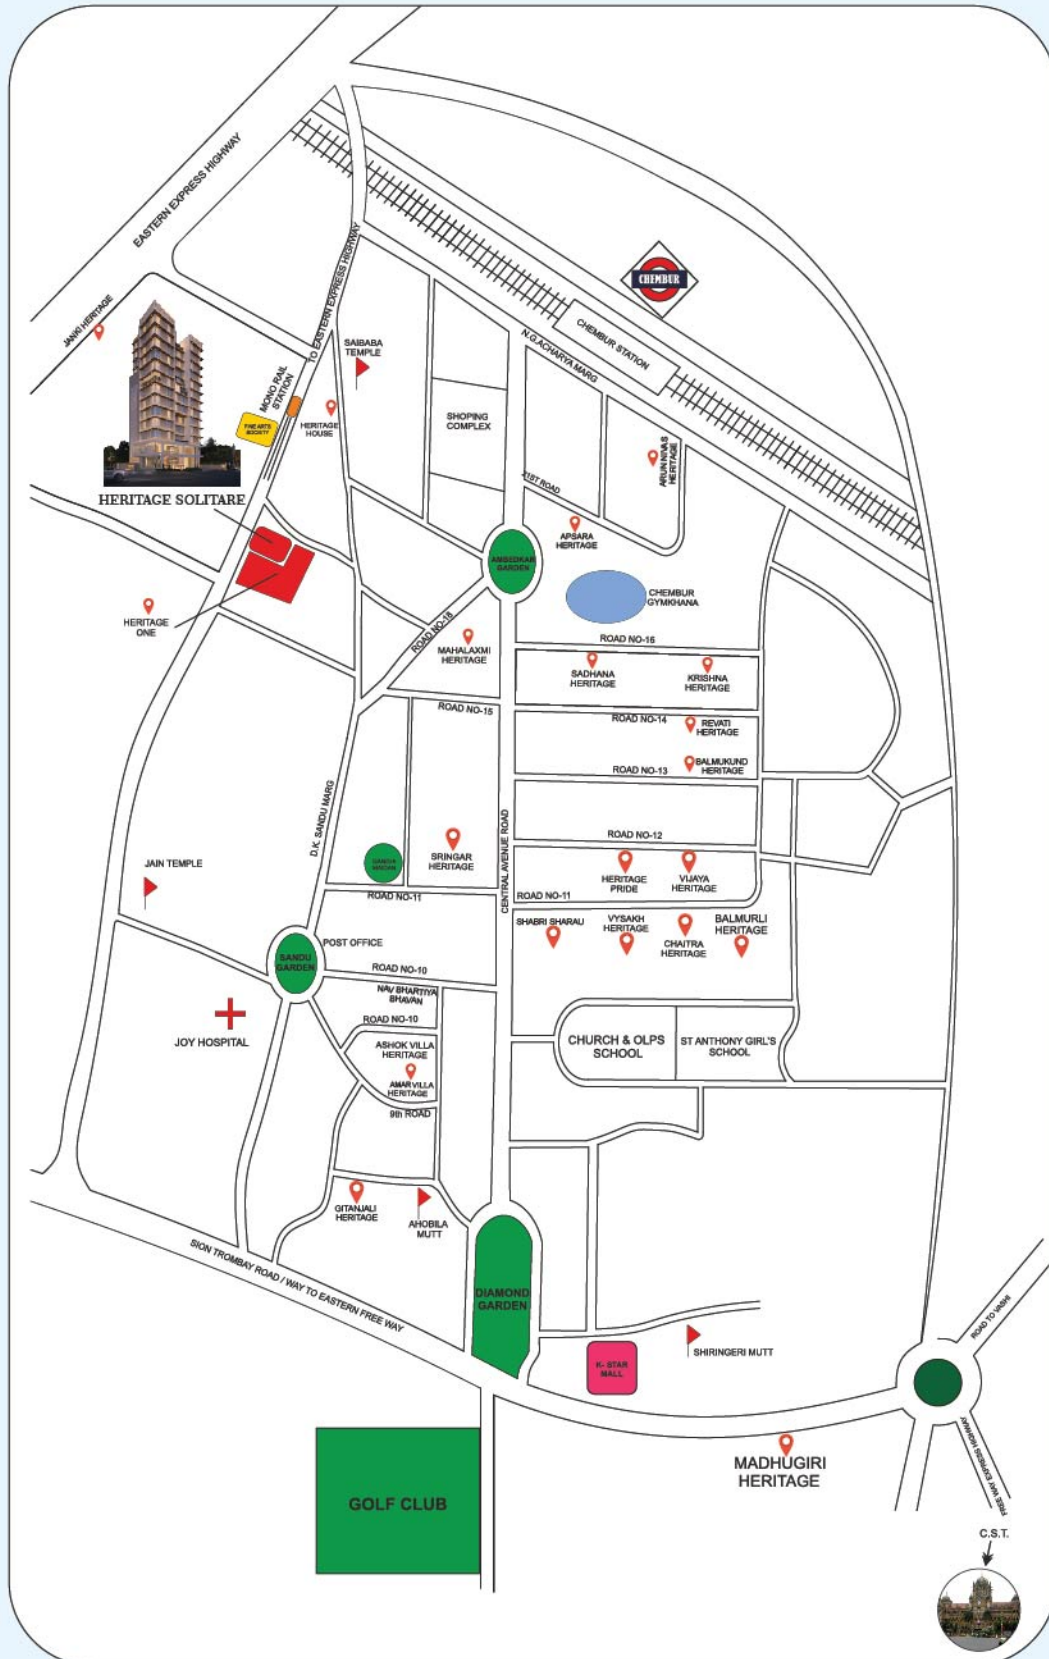 EASTERN EXPRESS HIGHWAY
TO EASTERN EXPRESS HIGHWAY
CHEMBUR
CHEMBUR STATION
N.G.ACHARYA MARG
JANKI HERITAGE
SAIBABA
TEMPLE
MONO RAIL
STATION
FINE ARTS
SOCIETY
HERITAGE
HOUSE
SHOPING
COMPLEX
ARUN NIVAS
HERITAGE
HERITAGE SOLITARE
21ST ROAD
APSARA
HERITAGE
AMBEDKAR
GARDEN
CHEMBUR
GYMKHANA
HERITAGE
ONE
ROAD NO-18
MAHALAXMI
HERITAGE
ROAD NO-16
SADHANA
HERITAGE
KRISHNA
HERITAGE
ROAD NO-15
ROAD NO-14
REVATI
HERITAGE
ROAD NO-13
BALMUKUND
HERITAGE
D.K. SANDU MARG
CENTRAL AVENUE ROAD
ROAD NO-12
JAIN TEMPLE
SRINGAR
HERITAGE
HERITAGE
PRIDE
VIJAYA
HERITAGE
ROAD NO-11
ROAD NO-11
SHABRI SHARAU
VYSAKH
HERITAGE
CHAITRA
HERITAGE
BALMURLI
HERITAGE
POST OFFICE
SANDU
GARDEN
ROAD NO-10
NAV BHARTIYA
BHAVAN
ROAD NO-10
JOY HOSPITAL
ASHOK VILLA
HERITAGE
AMAR VILLA
HERITAGE
9th ROAD
CHURCH & OLPS
SCHOOL
ST ANTHONY GIRL'S
SCHOOL
GITANJALI
HERITAGE
AHOBILA
MUTT
SION TROMBAY ROAD / WAY TO EASTERN FREE WAY
DIAMOND
GARDEN
ROAD TO VASHI
SHIRINGERI MUTT
K- STAR
MALL
FREE WAY EXPRESS HIGHWAY
MADHUGIRI
HERITAGE
GOLF CLUB
C.S.T.